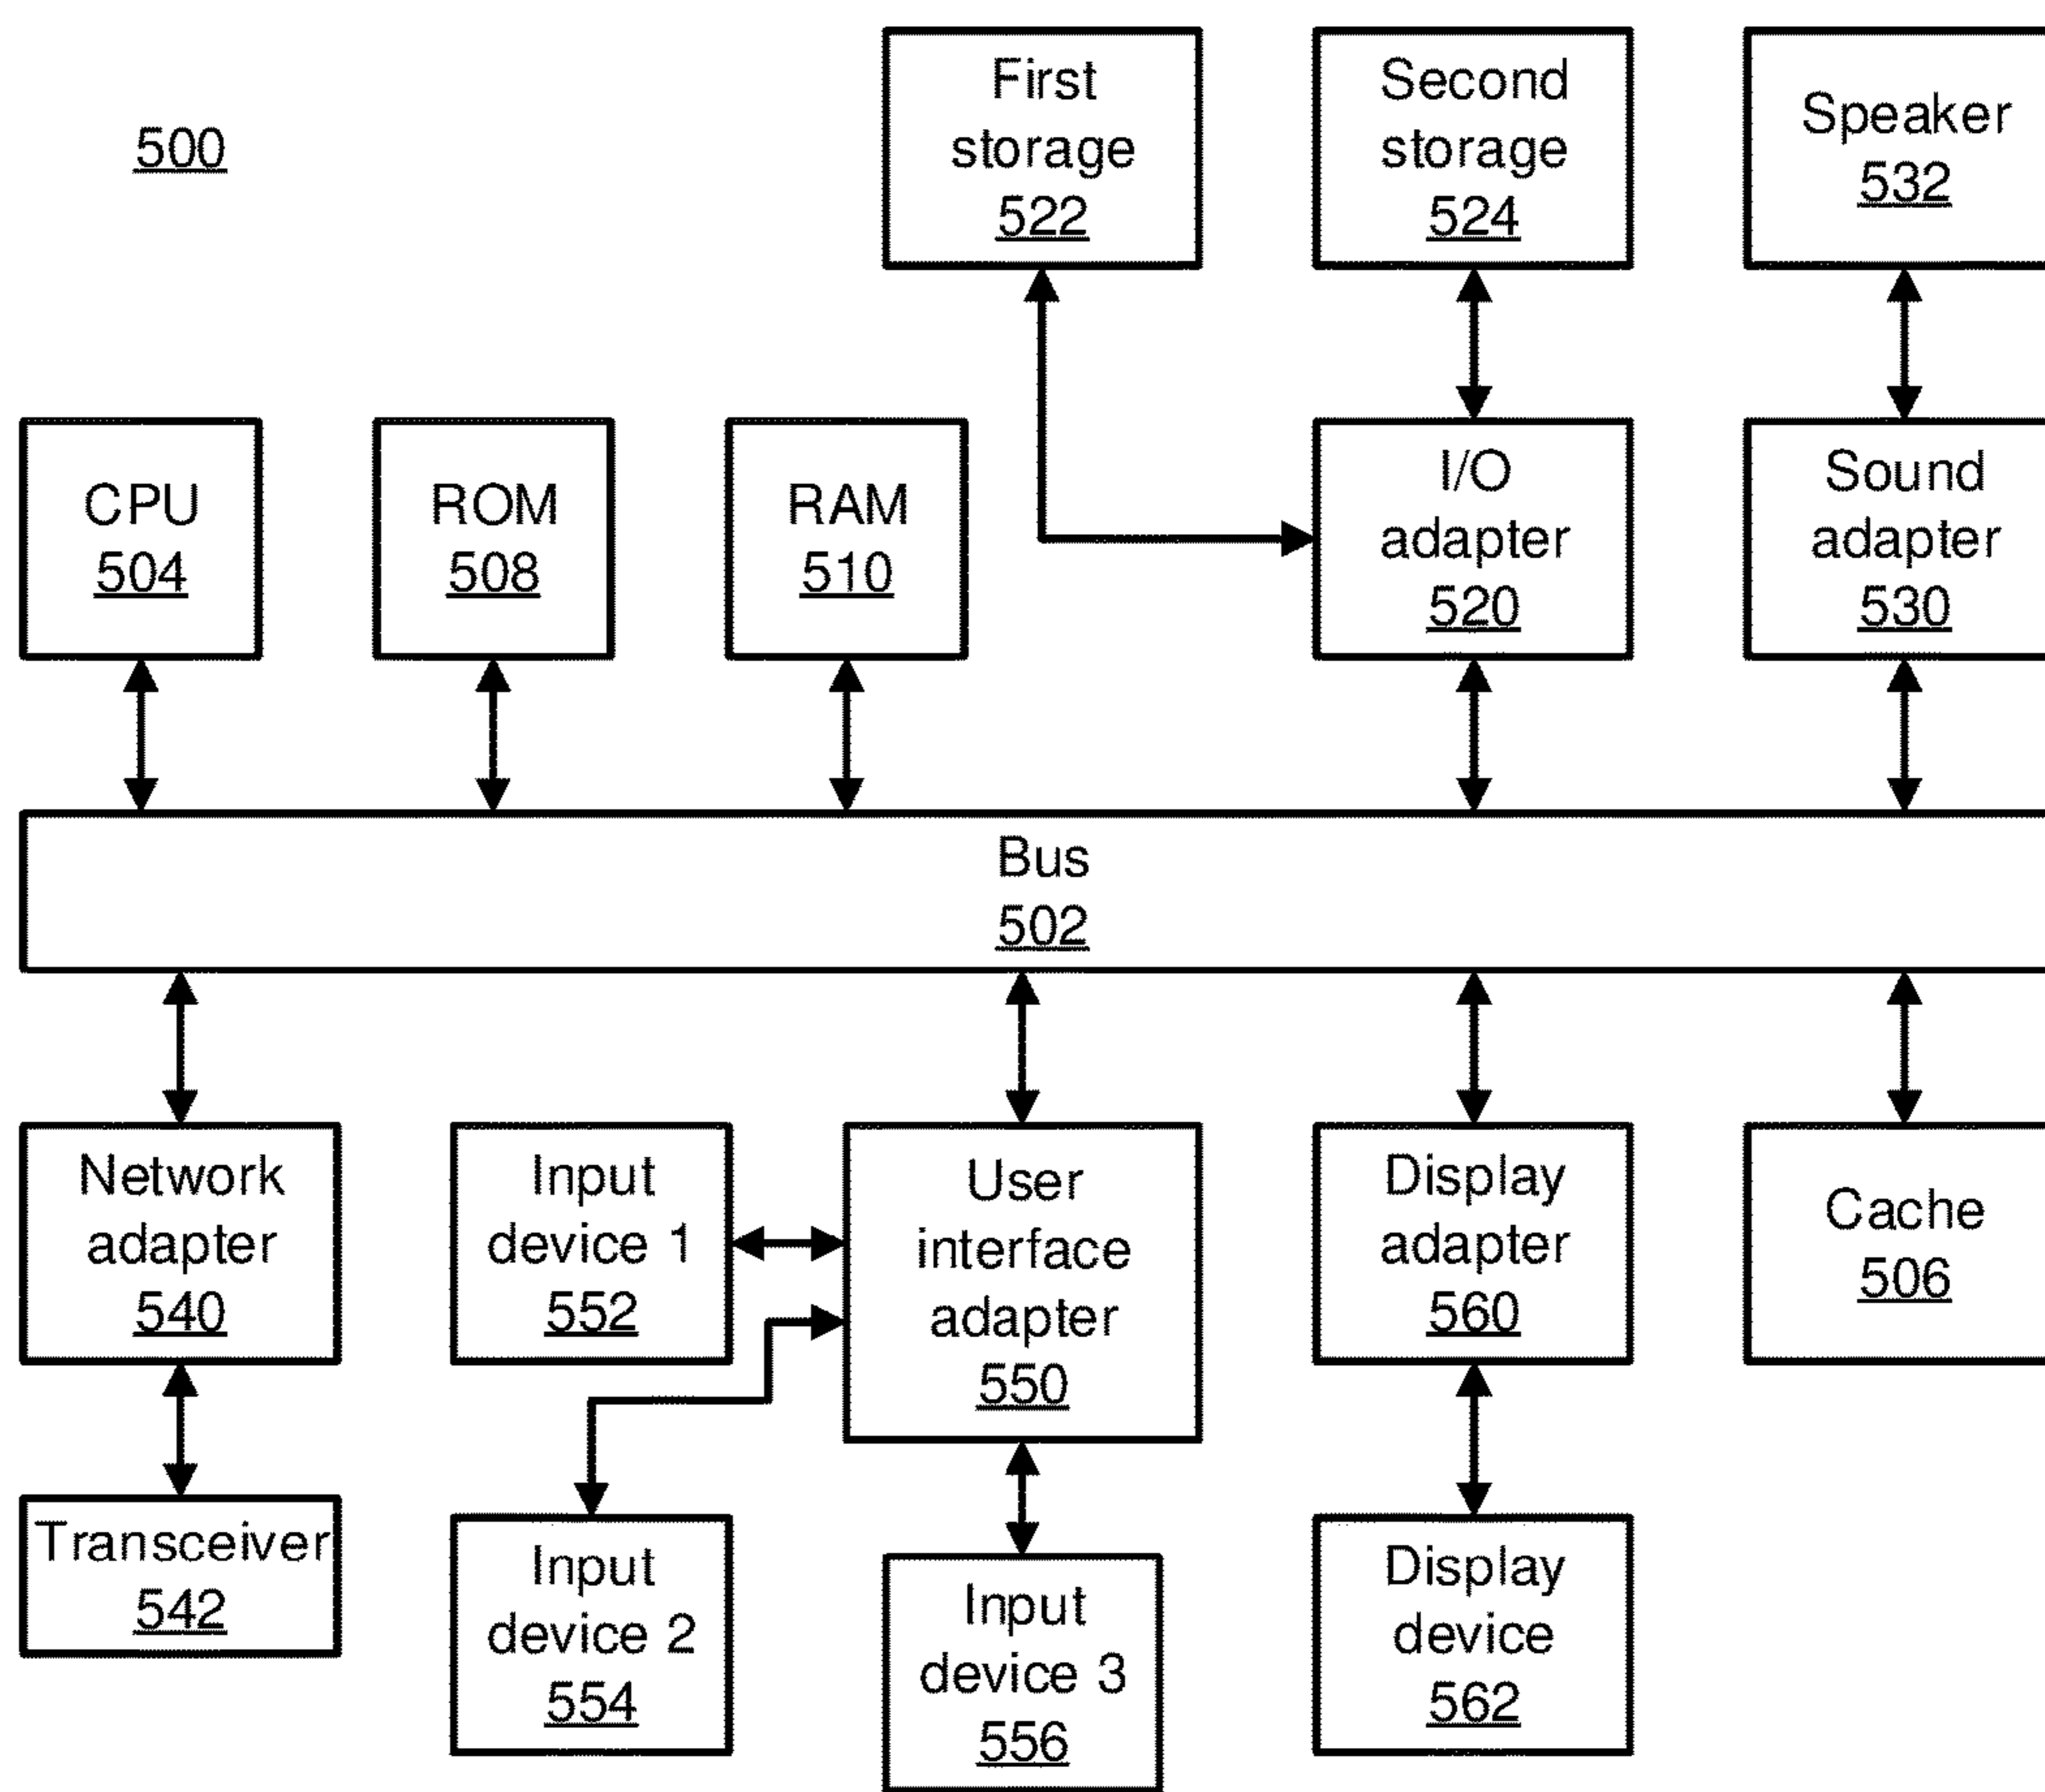 500
First
storage
522
Second
storage
524
Speaker
532
CPU
504
ROM
508
RAM
510
I/O
adapter
520
Sound
adapter
530
Bus
502
Network
adapter
540
Input
device 1
552
User
interface
adapter
550
Display
adapter
560
Cache
506
Transceiver
542
Input
device 2
554
Input
device 3
556
Display
device
562